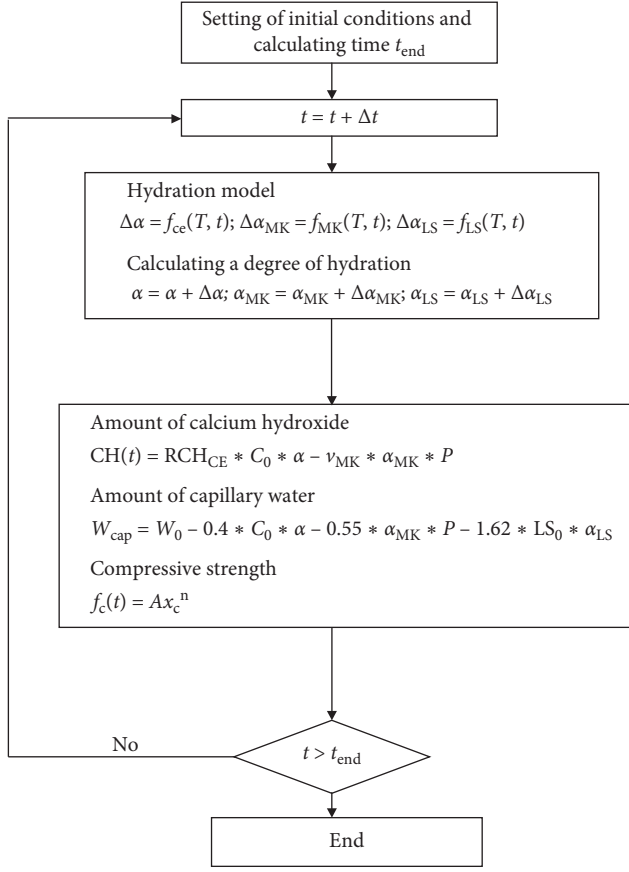 Setting of initial conditions and
calculating time t_end
t = t + Δt
Hydration model
Δα = f_ce(T, t); Δα_MK = f_MK(T, t); Δα_LS = f_LS(T, t)
Calculating a degree of hydration
α = α + Δα; α_MK = α_MK + Δα_MK; α_LS = α_LS + Δα_LS
Amount of calcium hydroxide
CH(t) = RCH_CE * C_0 * α – v_MK * α_MK * P
Amount of capillary water
W_cap = W_0 – 0.4 * C_0 * α – 0.55 * α_MK * P – 1.62 * LS_0 * α_LS
Compressive strength
f_c(t) = Ax_c^n
No
t > t_end
End